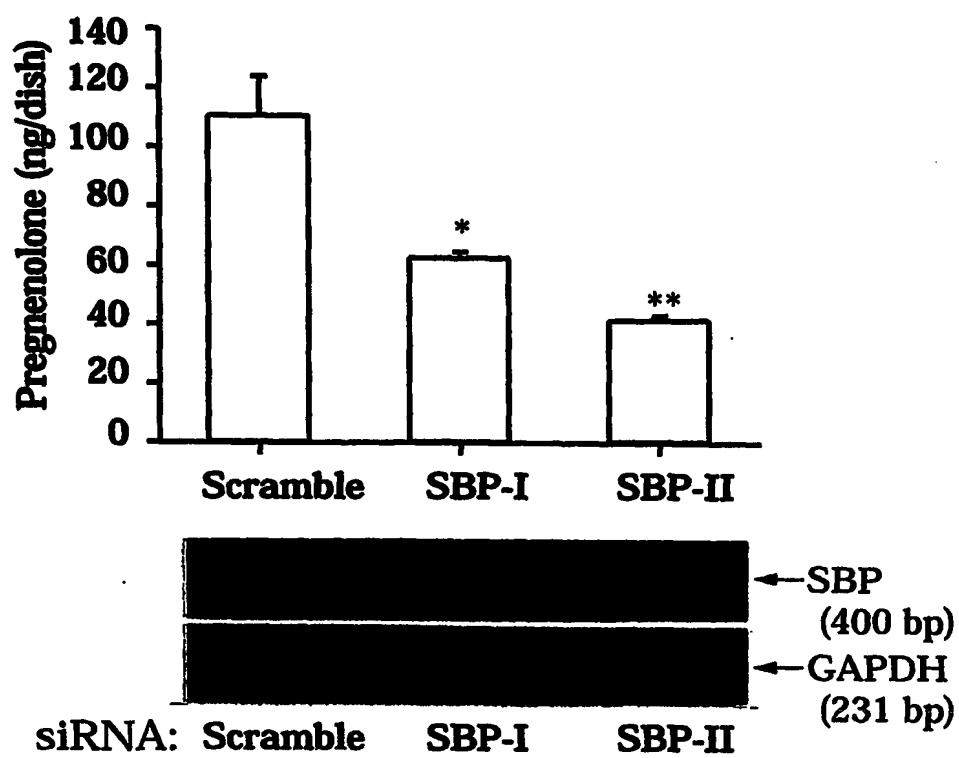 Pregnenolone (ng/dish)
140
120
100
80
60
40
20
0
*
**
Scramble SBP-I SBP-II
SBP
(400 bp)
GAPDH
(231 bp)
siRNA: Scramble SBP-I SBP-II